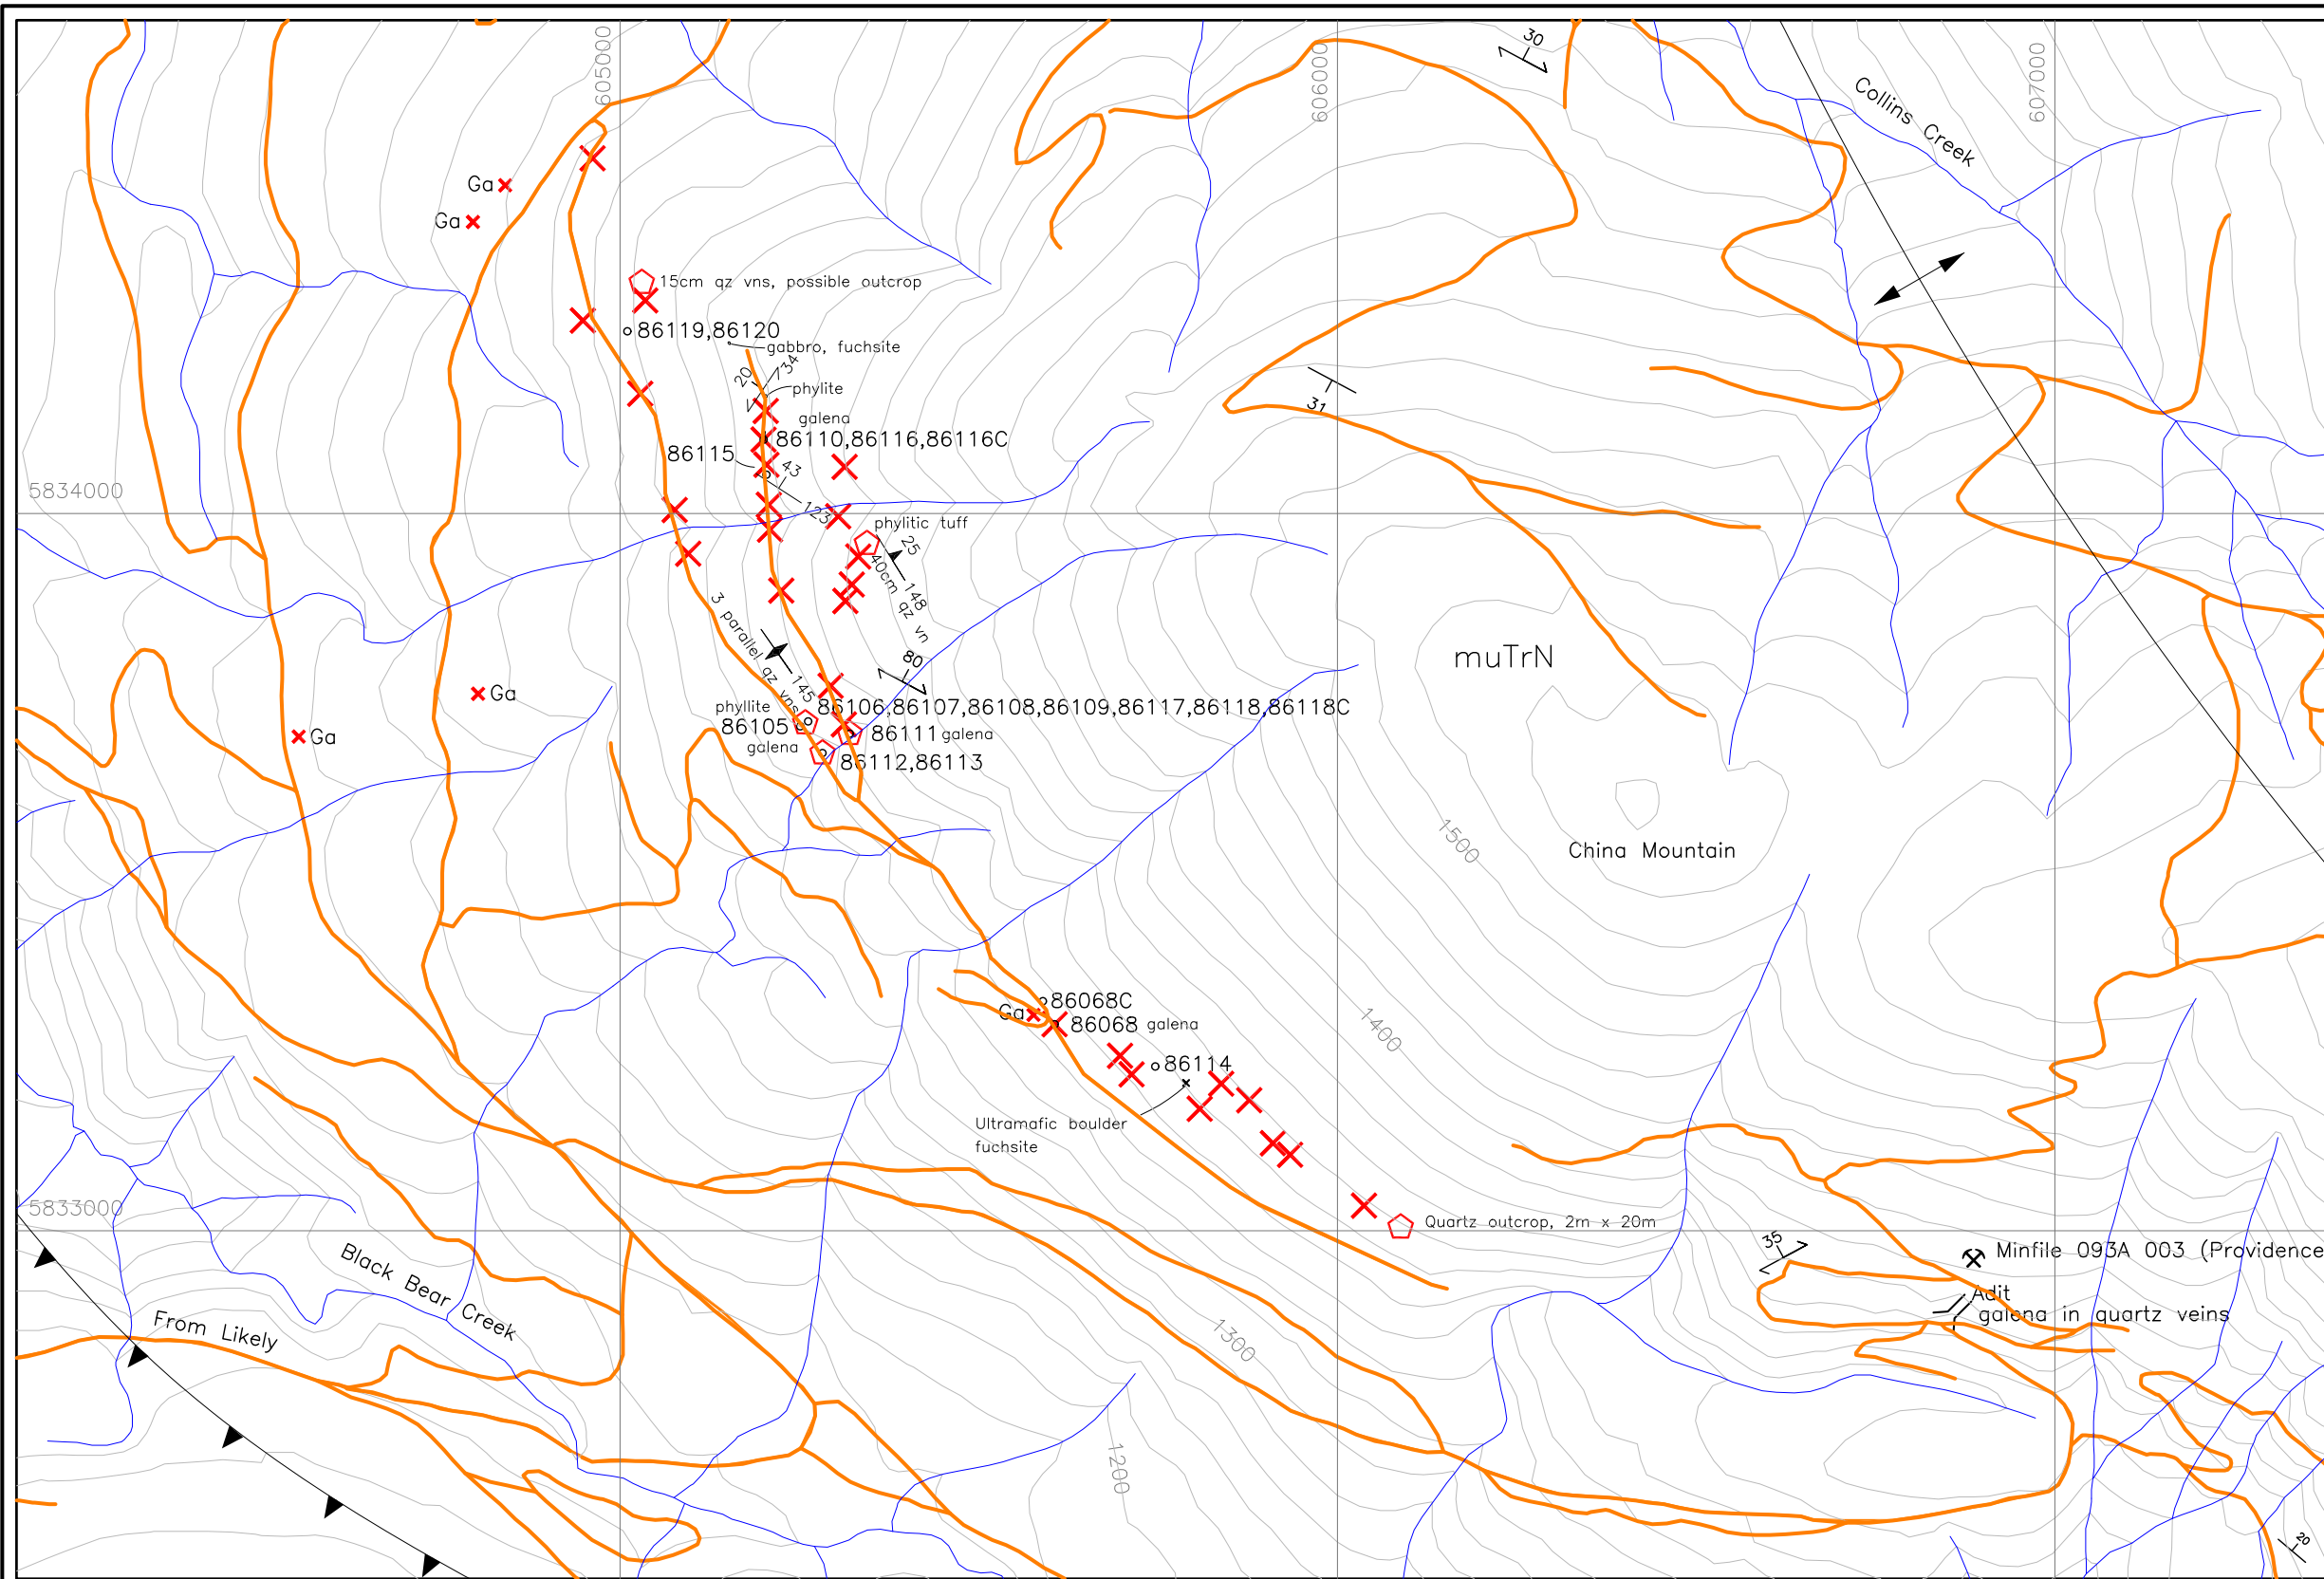 605000
606000
607000
30
Collins Creek
Ga
Ga
15cm qz vns, possible outcrop
86119,86120
gabbro, fuchsite
20
34
phylite
31
galena
86110,86116,86116C
86115
43
5834000
123
phylitic tuff
25
40cm qz vn
148
3 parallel qz vns
145
80
muTrN
Ga
Ga
phyllite
86106,86107,86108,86109,86117,86118,86118C
86105
86111 galena
galena
86112,86113
1500
China Mountain
86068C
Ga
86068 galena
1400
86114
Ultramafic boulder
fuchsite
5833000
Quartz outcrop, 2m x 20m
35
Minfile 093A 003 (Providence
Black Bear Creek
Adit
galena in quartz veins
From Likely
1300
1200
20